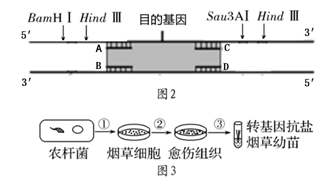 目的基因
BamH Ⅰ Hind Ⅲ Sau3AⅠ Hind Ⅲ
5′ 3′
A C
B D
3′ 5′
图2
① ② ③ 转基因抗盐
农杆菌 烟草细胞 愈伤组织 烟草幼苗
图3